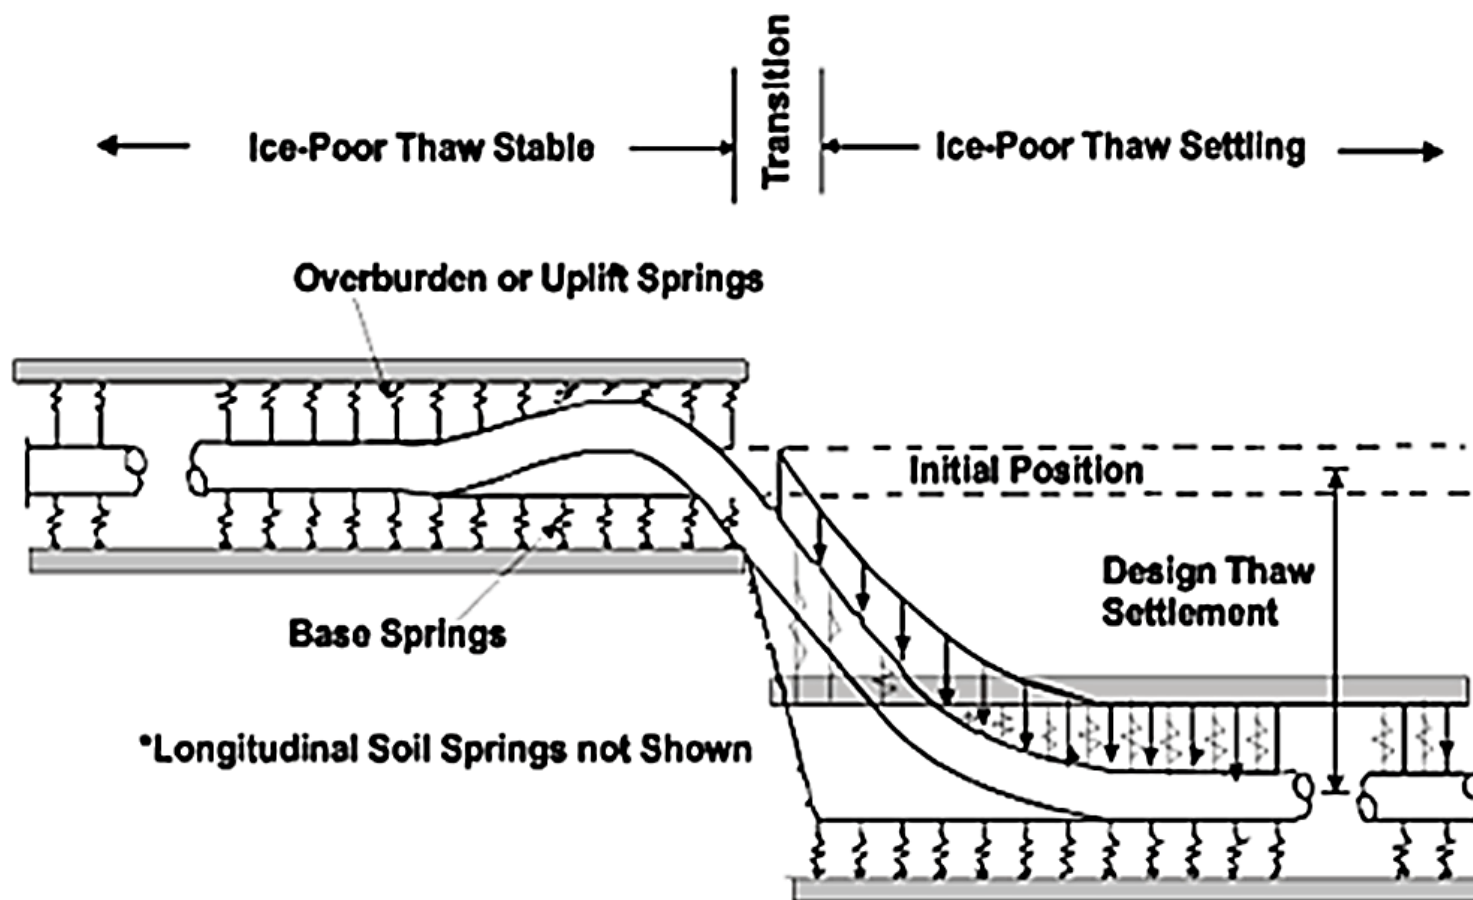 Transition
Ice-Poor Thaw Stable
Ice-Poor Thaw Settling
Overburden or Uplift Springs
Initial Position
Design Thaw
Settlement
Base Springs
*Longitudinal Soil Springs not Shown